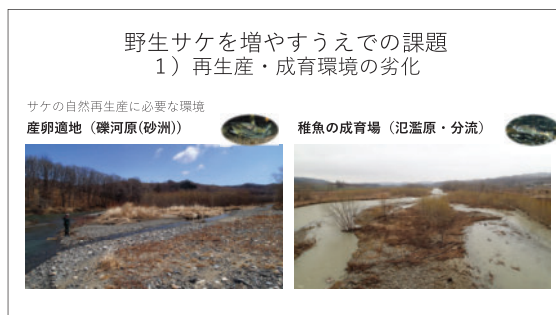 野生サケを増やすうえでの課題
１）再生産・成育環境の劣化
サケの自然再生産に必要な環境
産卵適地（礫河原(砂洲)）
稚魚の成育場（氾濫原・分流）